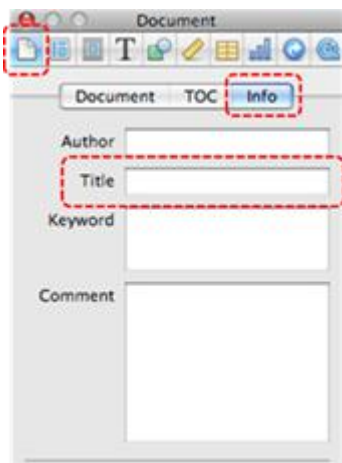 Document
T
Document TOC Info
Author
Title
Keyword
Comment